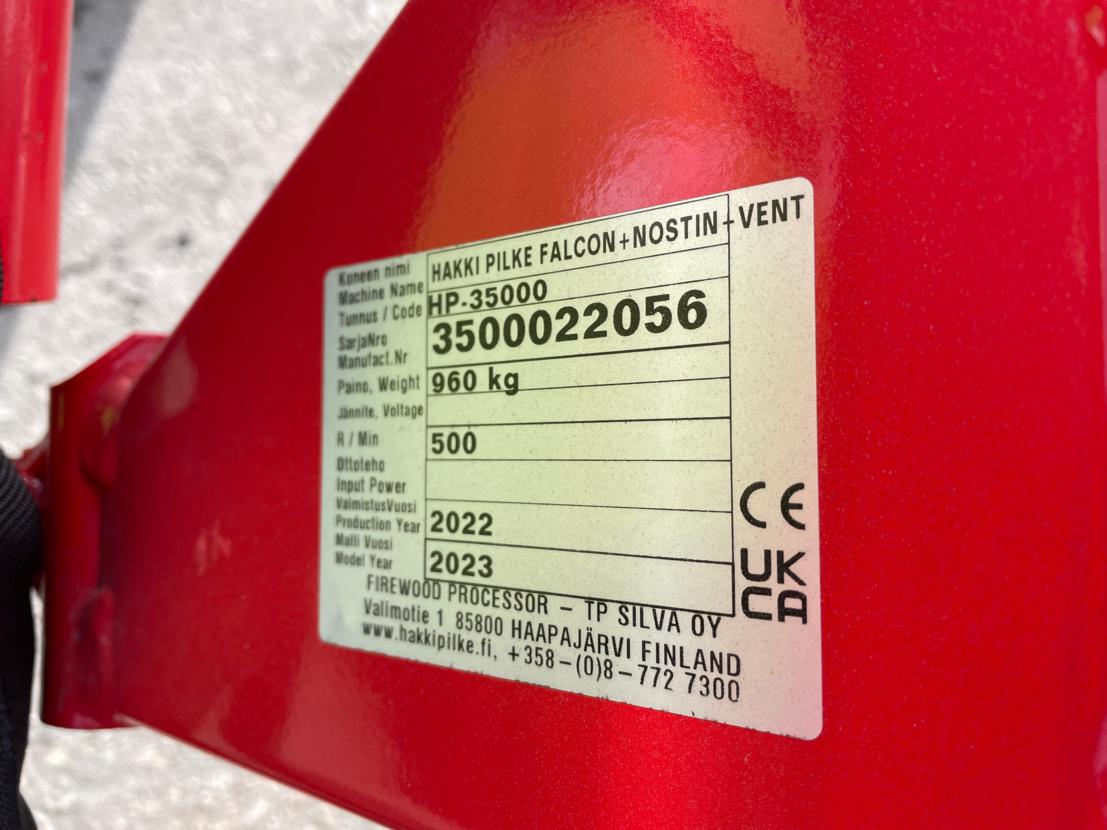 Koneen nimi
Machine Name HAKKI PILKE FALCON+NOSTIN+VENT
Tunnus / Code HP-35000
SarjaNro
Manufact.Nr 3500022056
Paino, Weight 960 kg
Jännite, Voltage
R / Min 500
Ottoteho
Input Power
ValmistusVuosi
Production Year 2022
Malli Vuosi
Model Year 2023
CE
UK
CA
FIREWOOD PROCESSOR – TP SILVA OY
Valimotie 1 85800 HAAPAJÄRVI FINLAND
www.hakkipilke.fi, +358–(0)8–772 7300